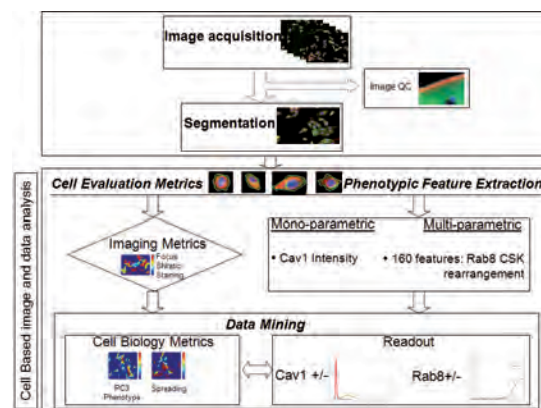 Image acquisition
Image QC
Segmentation
Cell Evaluation Metrics
Phenotypic Feature Extraction
Cell Based image and data analysis
Imaging Metrics
Focus
Staining
Mono-parametric
Multi-parametric
• Cav1 Intensity
• 160 features: Rab8 CSK
rearrangement
Data Mining
Cell Biology Metrics
Readout
PC3
Phenotype
Spreading
Cav1 +/-
Rab8+/-